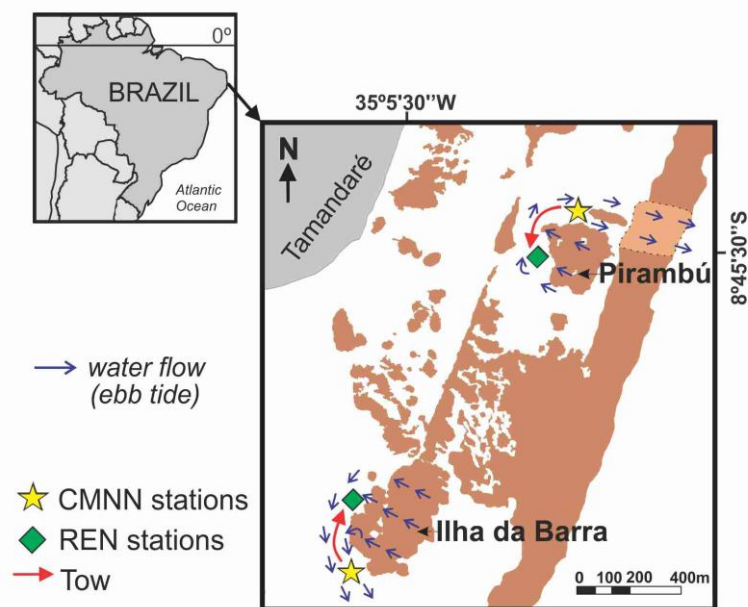 0º
BRAZIL
Atlantic
Ocean
35º5'30''W
N
Tamandaré
8º45'30''S
Pirambú
water flow
(ebb tide)
CMNN stations
REN stations
Tow
Ilha da Barra
0 100 200 400m